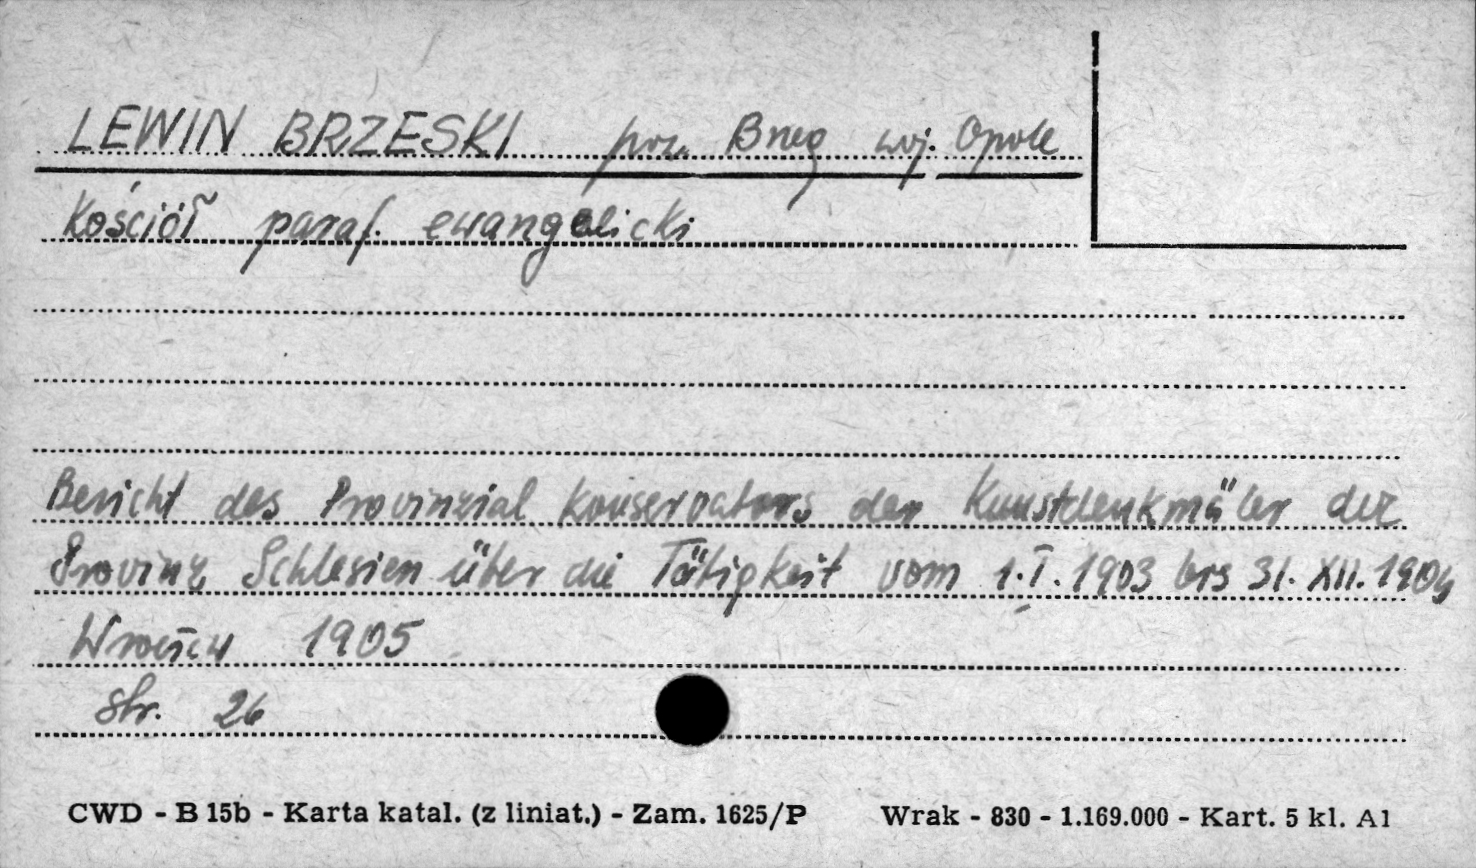 LEWIN BRZESKI pow. Brzeg woj. Opole
Kościół paraf. ewangelicki
Bericht des Provinzial Konservators der Kunstdenkmäler der
Provinz Schlesien über die Tätigkeit vom 1.I.1903 bis 31.XII.1904
Wrocław 1905
str. 26
CWD - B 15b - Karta katal. (z liniat.) - Zam. 1625/P Wrak - 830 - 1.169.000 - Kart. 5 kl. A1